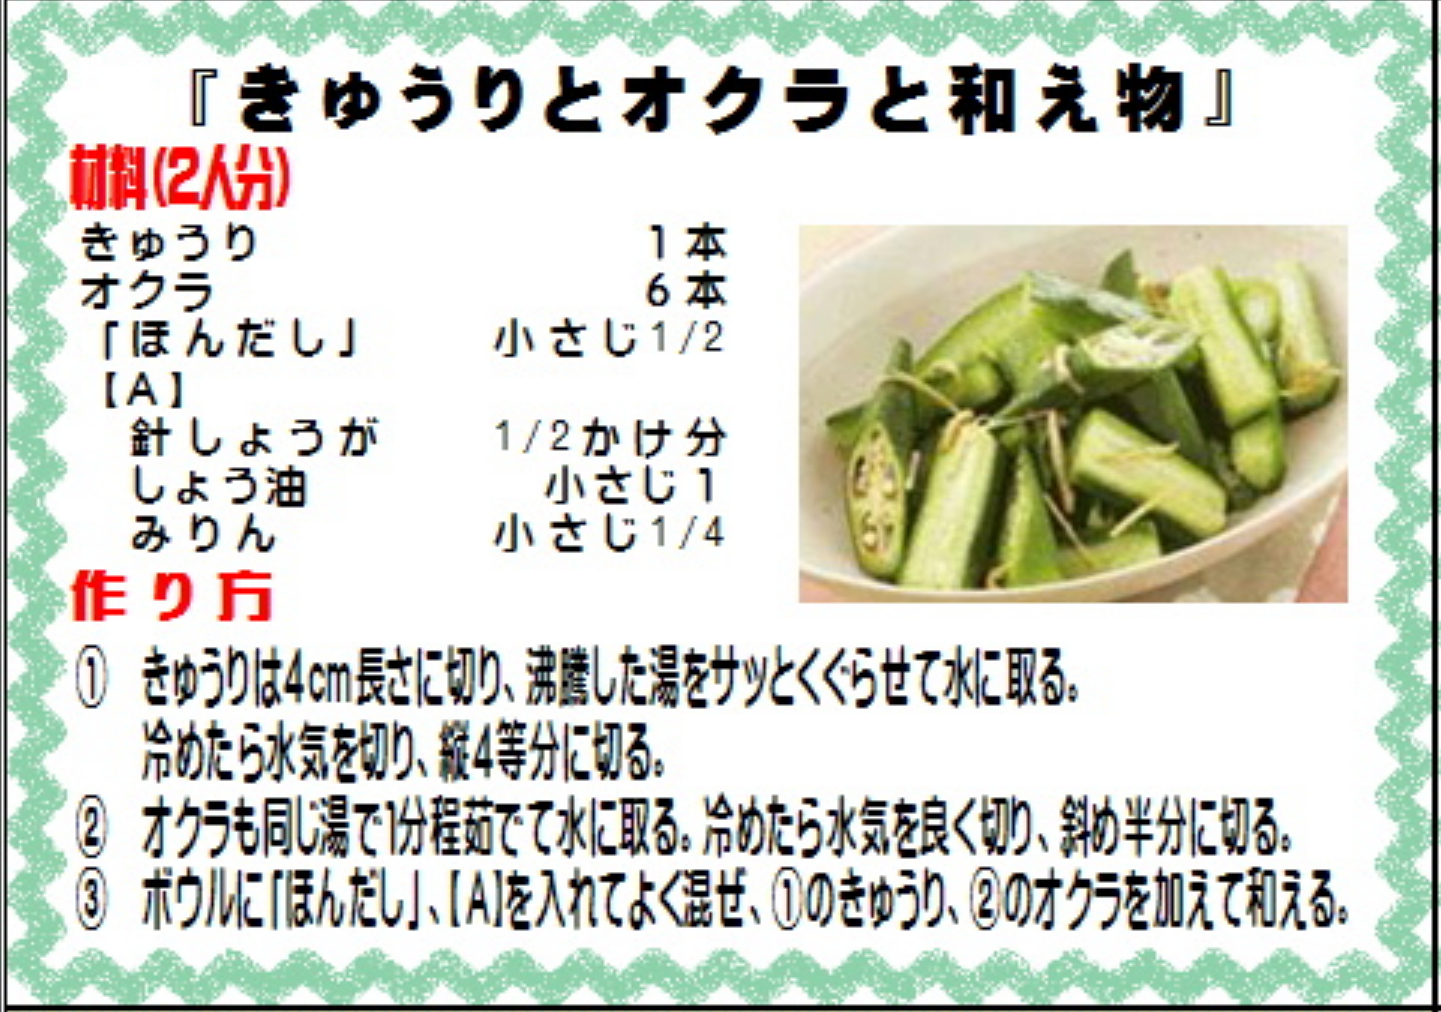 『きゅうりとオクラと和え物』
材料(2人分)
きゅうり 1本
オクラ 6本
「ほんだし」 小さじ1/2
【A】
針しょうが 1/2かけ分
しょう油 小さじ1
みりん 小さじ1/4
作り方
① きゅうりは4cm長さに切り、沸騰した湯をサッとくぐらせて水に取る。
冷めたら水気を切り、縦4等分に切る。
② オクラも同じ湯で1分程茹でて水に取る。冷めたら水気を良く切り、斜め半分に切る。
③ ボウルに「ほんだし」、【A】を入れてよく混ぜ、①のきゅうり、②のオクラを加えて和える。